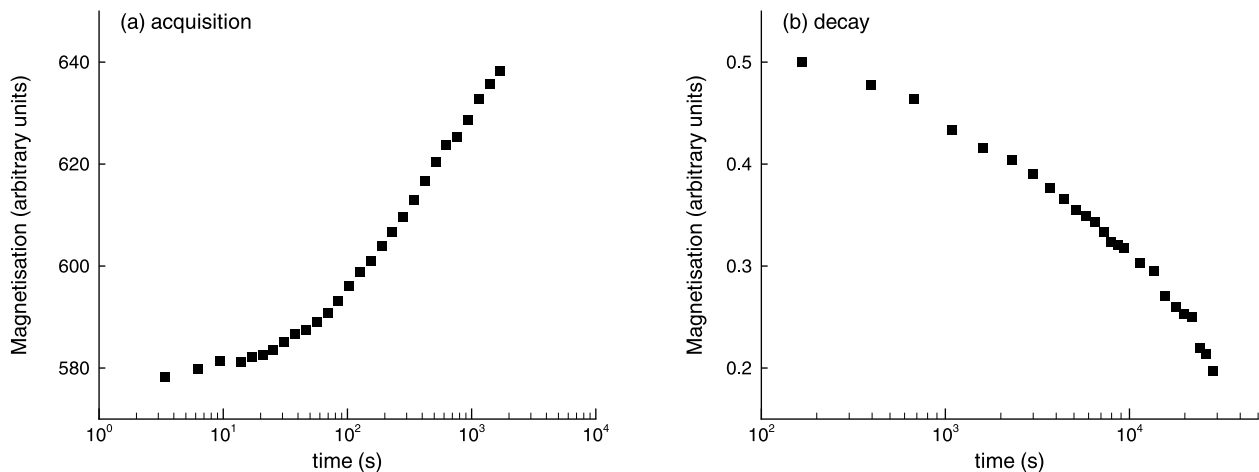 (a) acquisition
Magnetisation (arbitrary units)
640
620
600
580
10⁰ 10¹ 10² 10³ 10⁴
time (s)
(b) decay
Magnetisation (arbitrary units)
0.5
0.4
0.3
0.2
10² 10³ 10⁴
time (s)